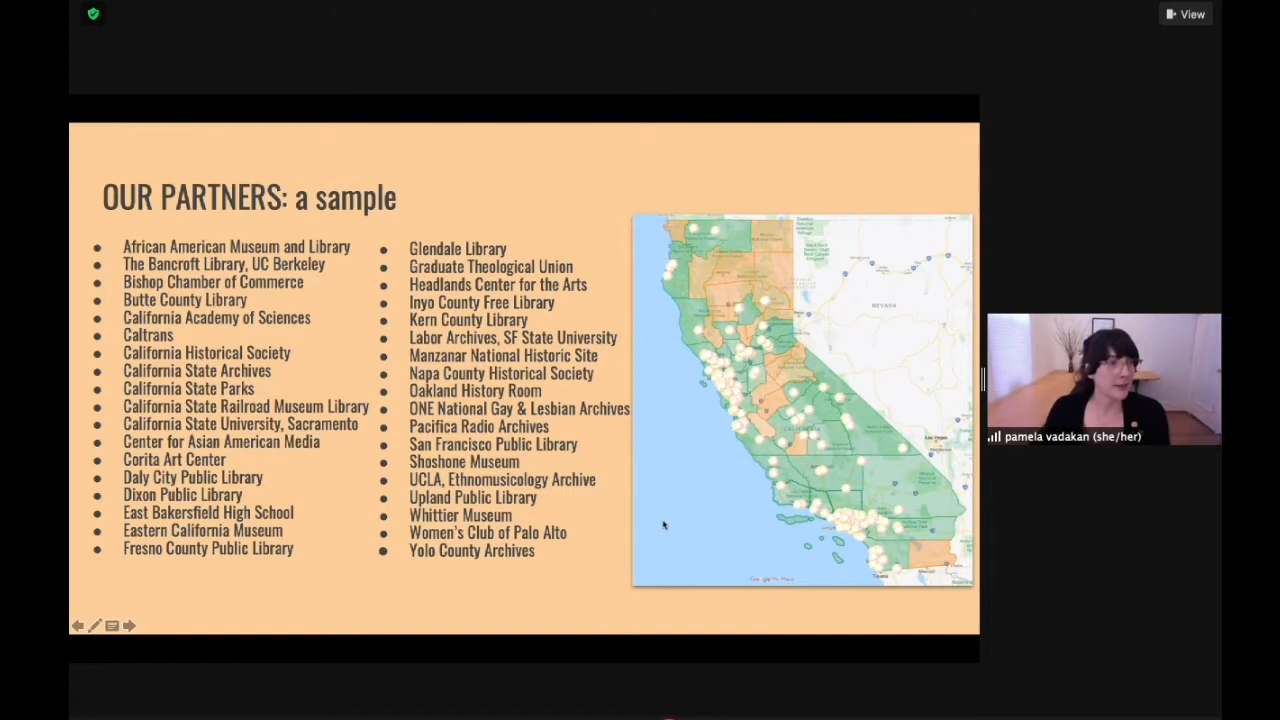 View
OUR PARTNERS: a sample
African American Museum and Library
The Bancroft Library, UC Berkeley
Bishop Chamber of Commerce
Butte County Library
California Academy of Sciences
Caltrans
California Historical Society
California State Archives
California State Parks
California State Railroad Museum Library
California State University, Sacramento
Center for Asian American Media
Corita Art Center
Daly City Public Library
Dixon Public Library
East Bakersfield High School
Eastern California Museum
Fresno County Public Library
Glendale Library
Graduate Theological Union
Headlands Center for the Arts
Inyo County Free Library
Kern County Library
Labor Archives, SF State University
Manzanar National Historic Site
Napa County Historical Society
Oakland History Room
ONE National Gay & Lesbian Archives
Pacifica Radio Archives
San Francisco Public Library
Shoshone Museum
UCLA, Ethnomusicology Archive
Upland Public Library
Whittier Museum
Women's Club of Palo Alto
Yolo County Archives
NEVADA
CALIFORNIA
Las Vegas
Tijuana
Google My Maps
pamela vadakan (she/her)